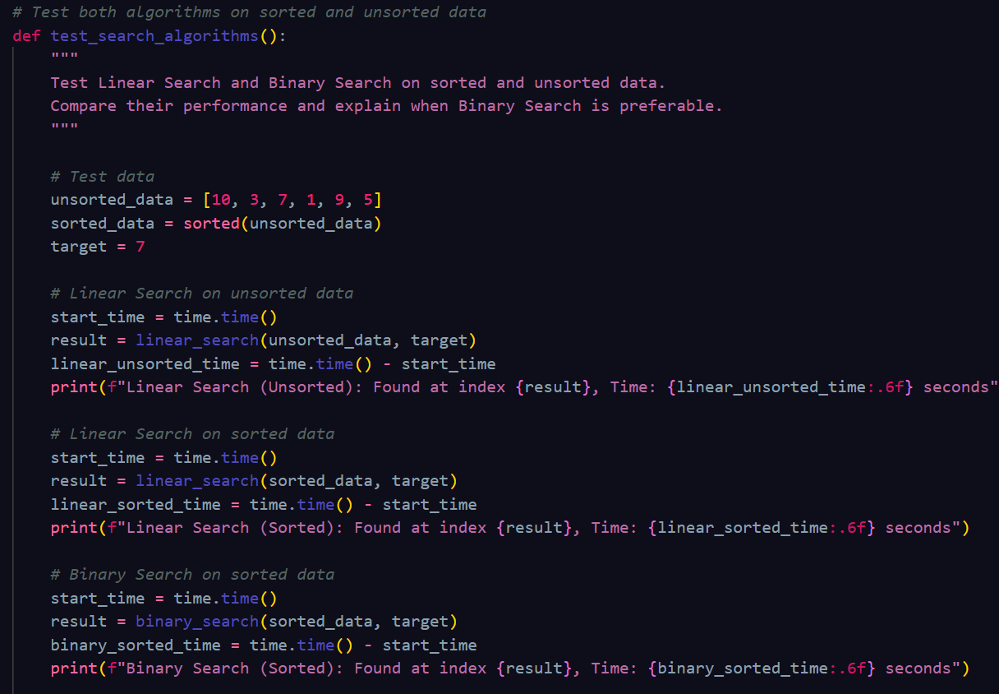 # Test both algorithms on sorted and unsorted data
def test_search_algorithms():
    """
    Test Linear Search and Binary Search on sorted and unsorted data.
    Compare their performance and explain when Binary Search is preferable.
    """

    # Test data
    unsorted_data = [10, 3, 7, 1, 9, 5]
    sorted_data = sorted(unsorted_data)
    target = 7

    # Linear Search on unsorted data
    start_time = time.time()
    result = linear_search(unsorted_data, target)
    linear_unsorted_time = time.time() - start_time
    print(f"Linear Search (Unsorted): Found at index {result}, Time: {linear_unsorted_time:.6f} seconds"

    # Linear Search on sorted data
    start_time = time.time()
    result = linear_search(sorted_data, target)
    linear_sorted_time = time.time() - start_time
    print(f"Linear Search (Sorted): Found at index {result}, Time: {linear_sorted_time:.6f} seconds")

    # Binary Search on sorted data
    start_time = time.time()
    result = binary_search(sorted_data, target)
    binary_sorted_time = time.time() - start_time
    print(f"Binary Search (Sorted): Found at index {result}, Time: {binary_sorted_time:.6f} seconds")